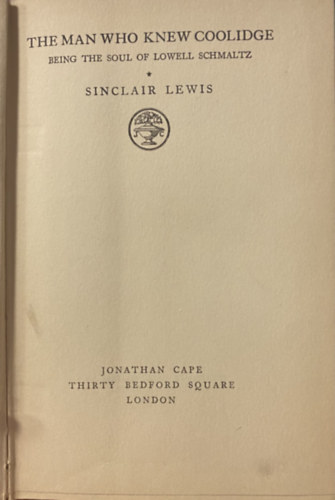 THE MAN WHO KNEW COOLIDGE
BEING THE SOUL OF LOWELL SCHMALTZ
*
SINCLAIR LEWIS
JONATHAN CAPE
THIRTY BEDFORD SQUARE
LONDON